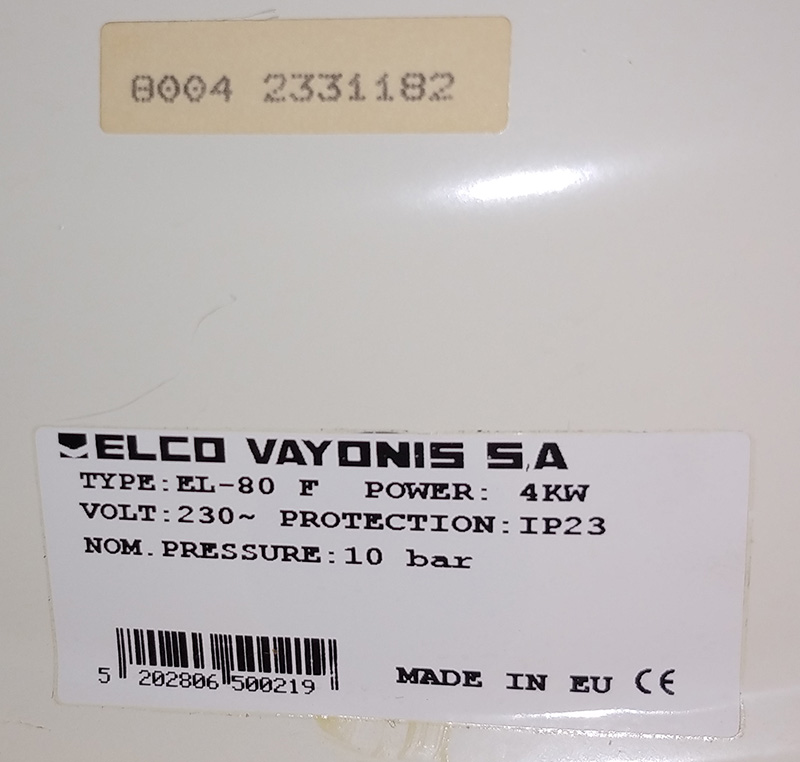 8004 2331182
ELCO VAYONIS S.A
TYPE:EL-80 F POWER: 4KW
VOLT:230~ PROTECTION:IP23
NOM.PRESSURE:10 bar
5 202806 500219
MADE IN EU CE